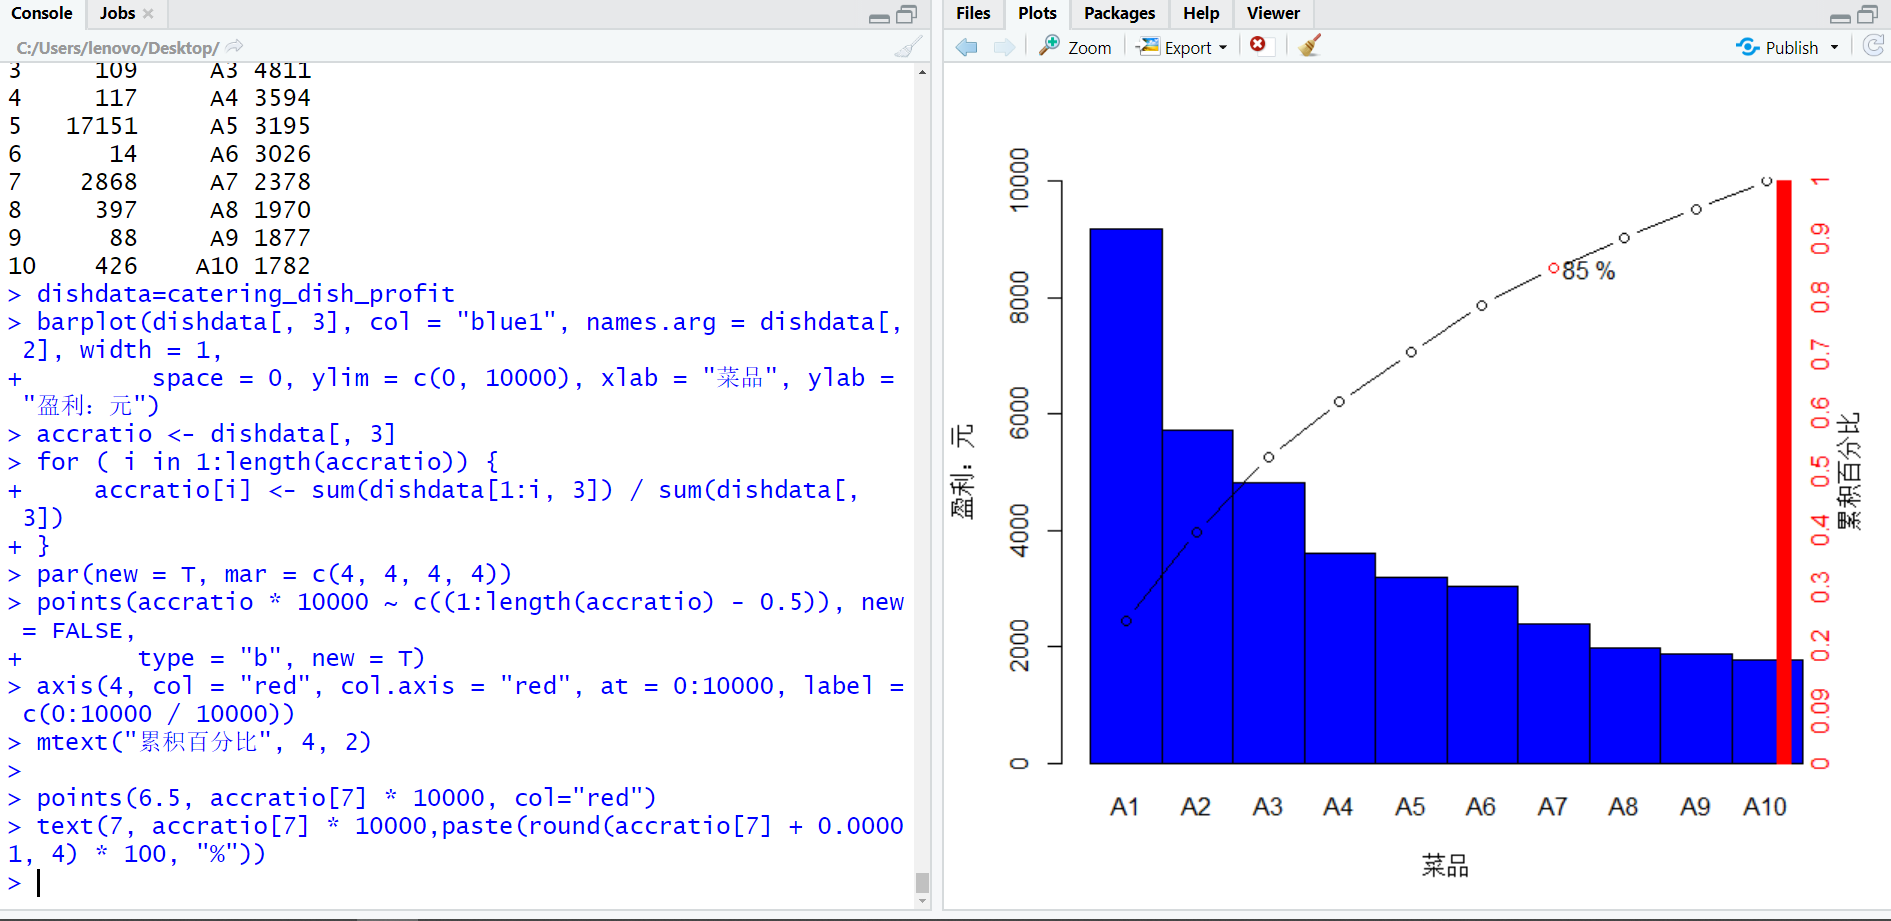 Console Jobs
C:/Users/lenovo/Desktop/
3 109 A3 4811
4 117 A4 3594
5 17151 A5 3195
6 14 A6 3026
7 2868 A7 2378
8 397 A8 1970
9 88 A9 1877
10 426 A10 1782
> dishdata=catering_dish_profit
> barplot(dishdata[, 3], col = "blue1", names.arg = dishdata[,
2], width = 1,
+ space = 0, ylim = c(0, 10000), xlab = "菜品", ylab =
"盈利：元")
> accratio <- dishdata[, 3]
> for ( i in 1:length(accratio)) {
+ accratio[i] <- sum(dishdata[1:i, 3]) / sum(dishdata[,
3])
+ }
> par(new = T, mar = c(4, 4, 4, 4))
> points(accratio * 10000 ~ c((1:length(accratio) - 0.5)), new
= FALSE,
+ type = "b", new = T)
> axis(4, col = "red", col.axis = "red", at = 0:10000, label =
c(0:10000 / 10000))
> mtext("累积百分比", 4, 2)
>
> points(6.5, accratio[7] * 10000, col="red")
> text(7, accratio[7] * 10000,paste(round(accratio[7] + 0.0000
1, 4) * 100, "%"))
>
Files Plots Packages Help Viewer
Zoom Export Publish
10000
8000
6000
4000
2000
0
盈利：元
85 %
1
0.9
0.8
0.7
0.6
0.5
0.4
0.3
0.2
0.09
0
累积百分比
A1 A2 A3 A4 A5 A6 A7 A8 A9 A10
菜品